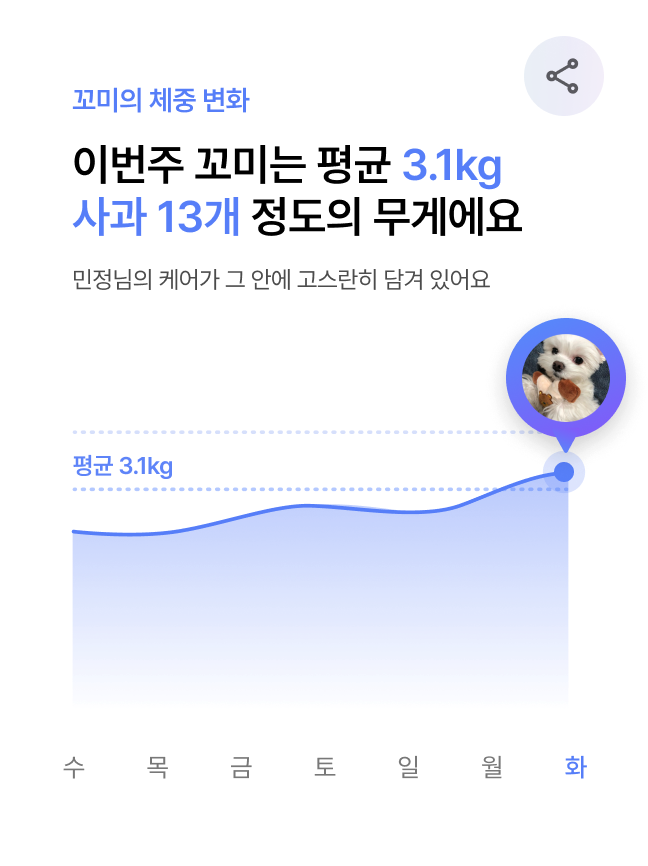 꼬미의 체중 변화
이번주 꼬미는 평균 3.1kg
사과 13개 정도의 무게에요
민정님의 케어가 그 안에 고스란히 담겨 있어요
평균 3.1kg
수 목 금 토 일 월 화